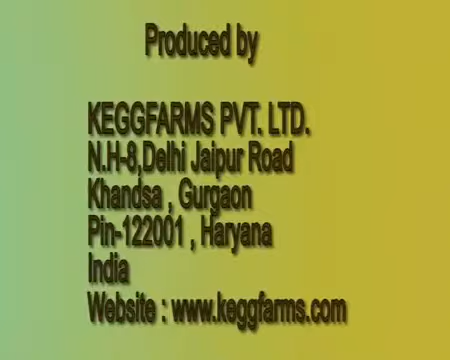 Produced by
KEGGFARMS PVT. LTD.
N.H-8,Delhi Jaipur Road
Khandsa , Gurgaon
Pin-122001 , Haryana
India
Website : www.keggfarms.com